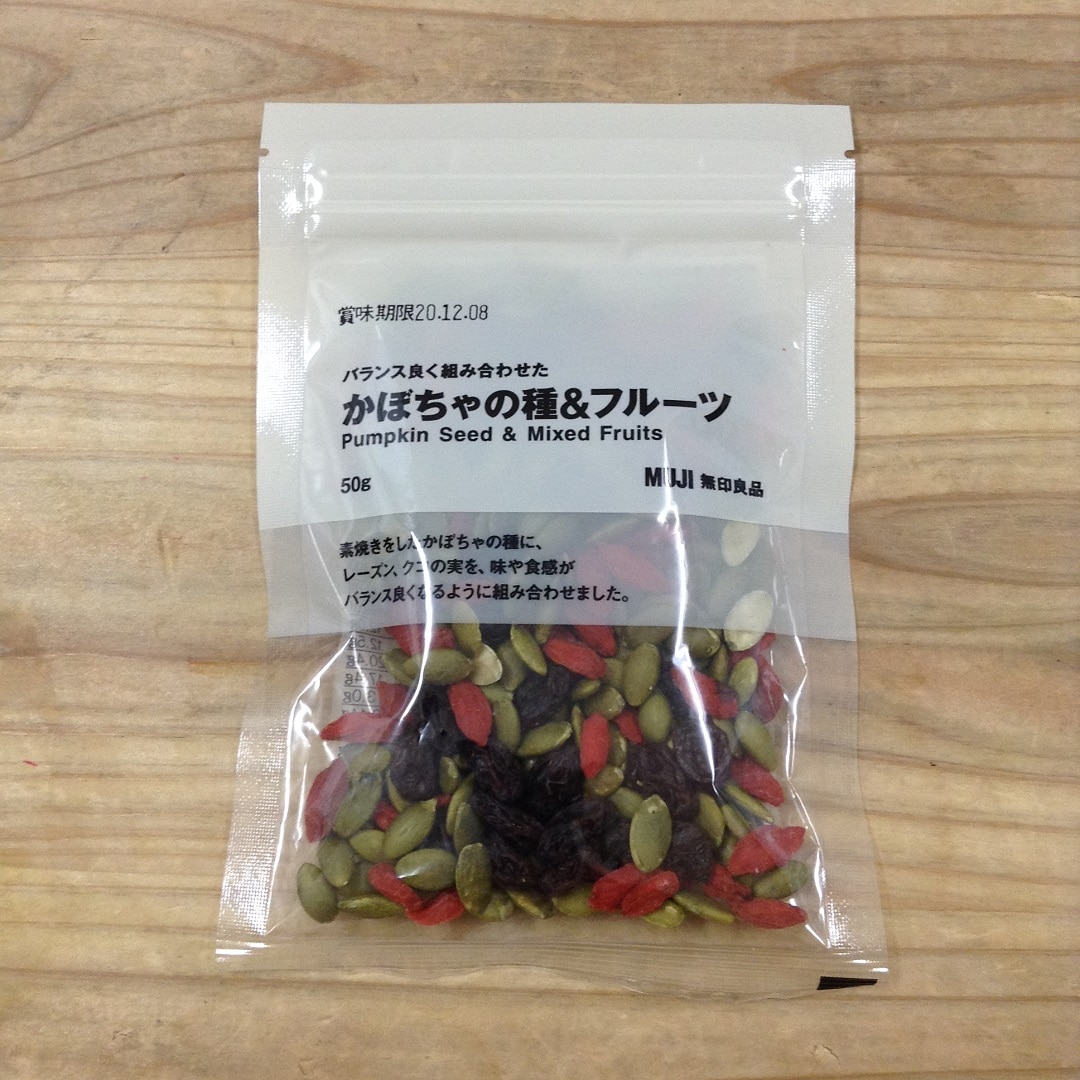 賞味期限20.12.08
バランス良く組み合わせた
かぼちゃの種&フルーツ
Pumpkin Seed & Mixed Fruits
50g
MUJI 無印良品
素焼きをしたかぼちゃの種に、
レーズン、クコの実を、味や食感が
バランス良くなるように組み合わせました。
12.5g
20.4g